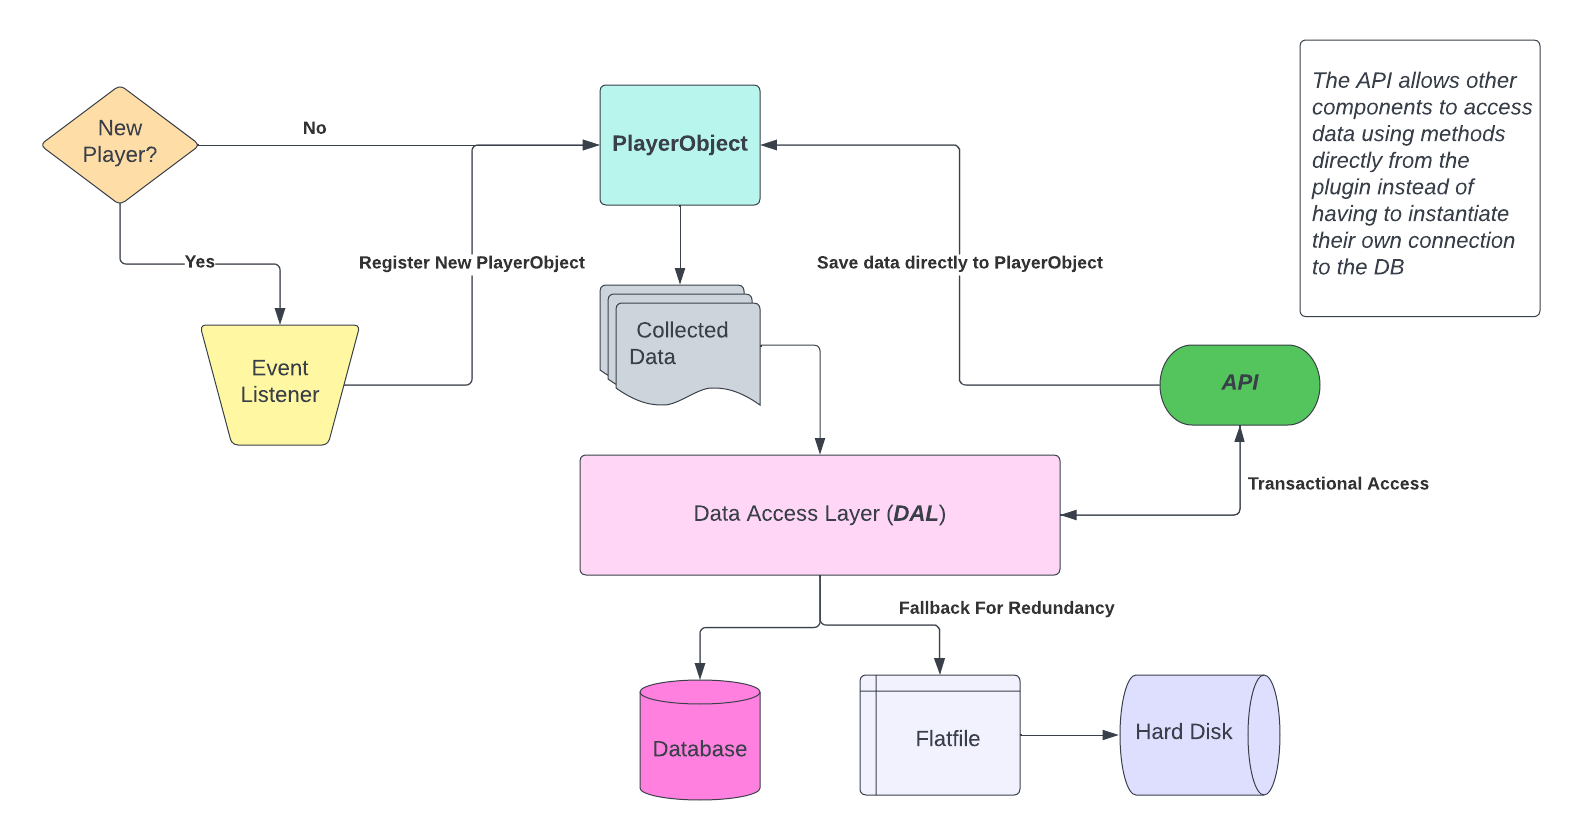 New
Player?
No
PlayerObject
The API allows other
components to access
data using methods
directly from the
plugin instead of
having to instantiate
their own connection
to the DB
Yes
Register New PlayerObject
Save data directly to PlayerObject
Event
Listener
Collected
Data
API
Transactional Access
Data Access Layer (DAL)
Fallback For Redundancy
Database
Flatfile
Hard Disk